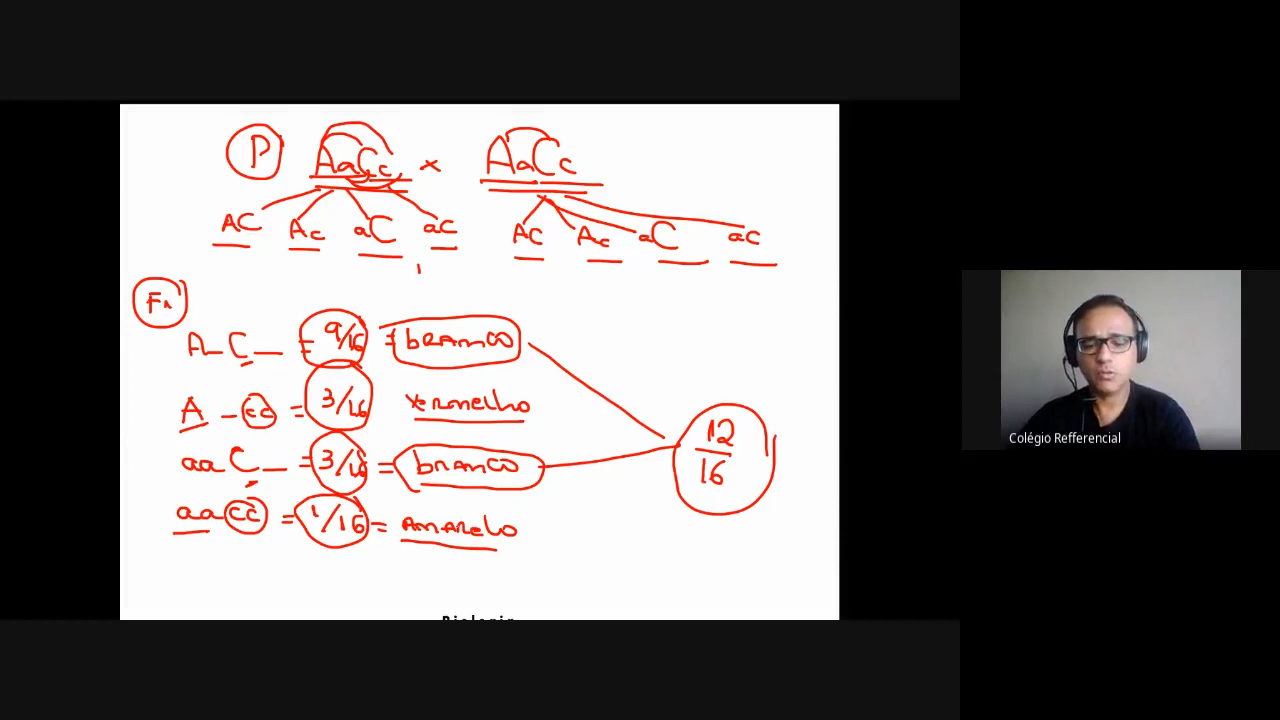 P AaCc x AaCc
AC Ac aC ac AC Ac aC ac
F1
A_C_ = 9/16 = branco
A_cc = 3/16 vermelho
12/16
aaC_ = 3/16 = branco
aacc = 1/16 = Amarelo
Colégio Refferencial